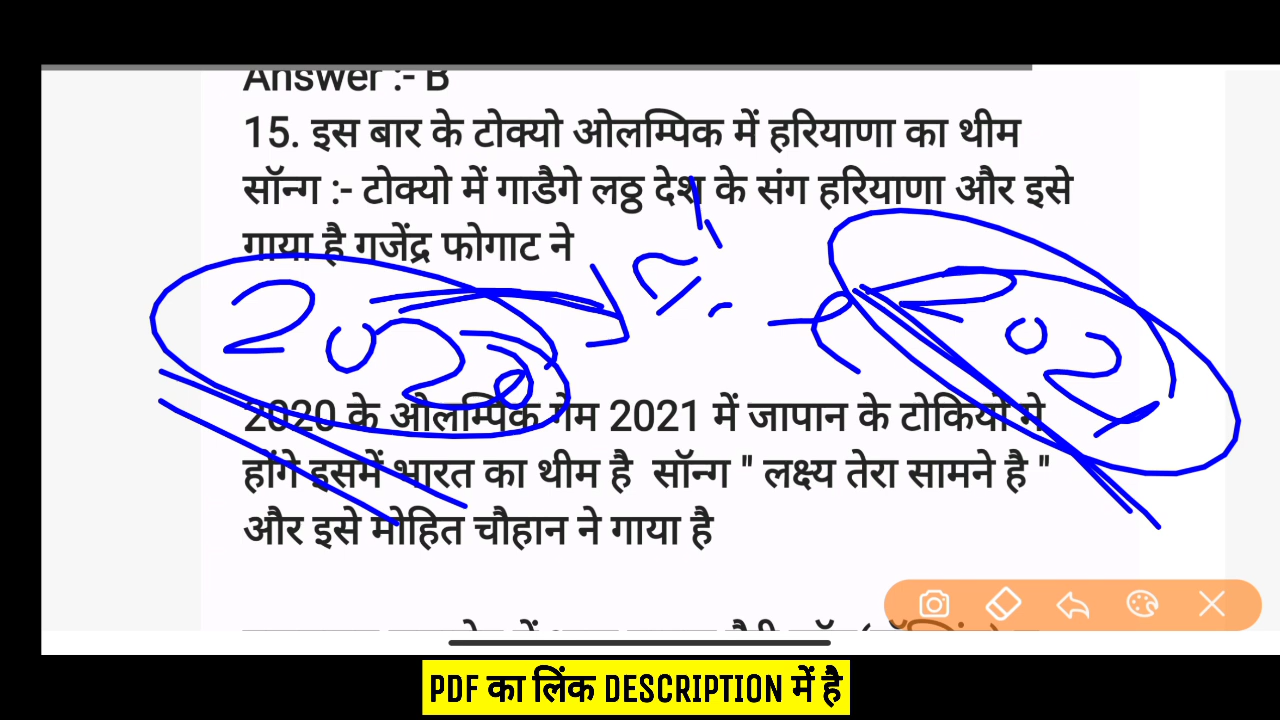 Answer :- B
15. इस बार के टोक्यो ओलम्पिक में हरियाणा का थीम
सॉन्ग :- टोक्यो में गाडैगे लठ्ठ देश के संग हरियाणा और इसे
गाया है गजेंद्र फोगाट ने
2020
202
2020 के ओलम्पिक गेम 2021 में जापान के टोकियो मे
होंगे इसमें भारत का थीम है सॉन्ग " लक्ष्य तेरा सामने है "
और इसे मोहित चौहान ने गाया है
PDF का लिंक DESCRIPTION में है